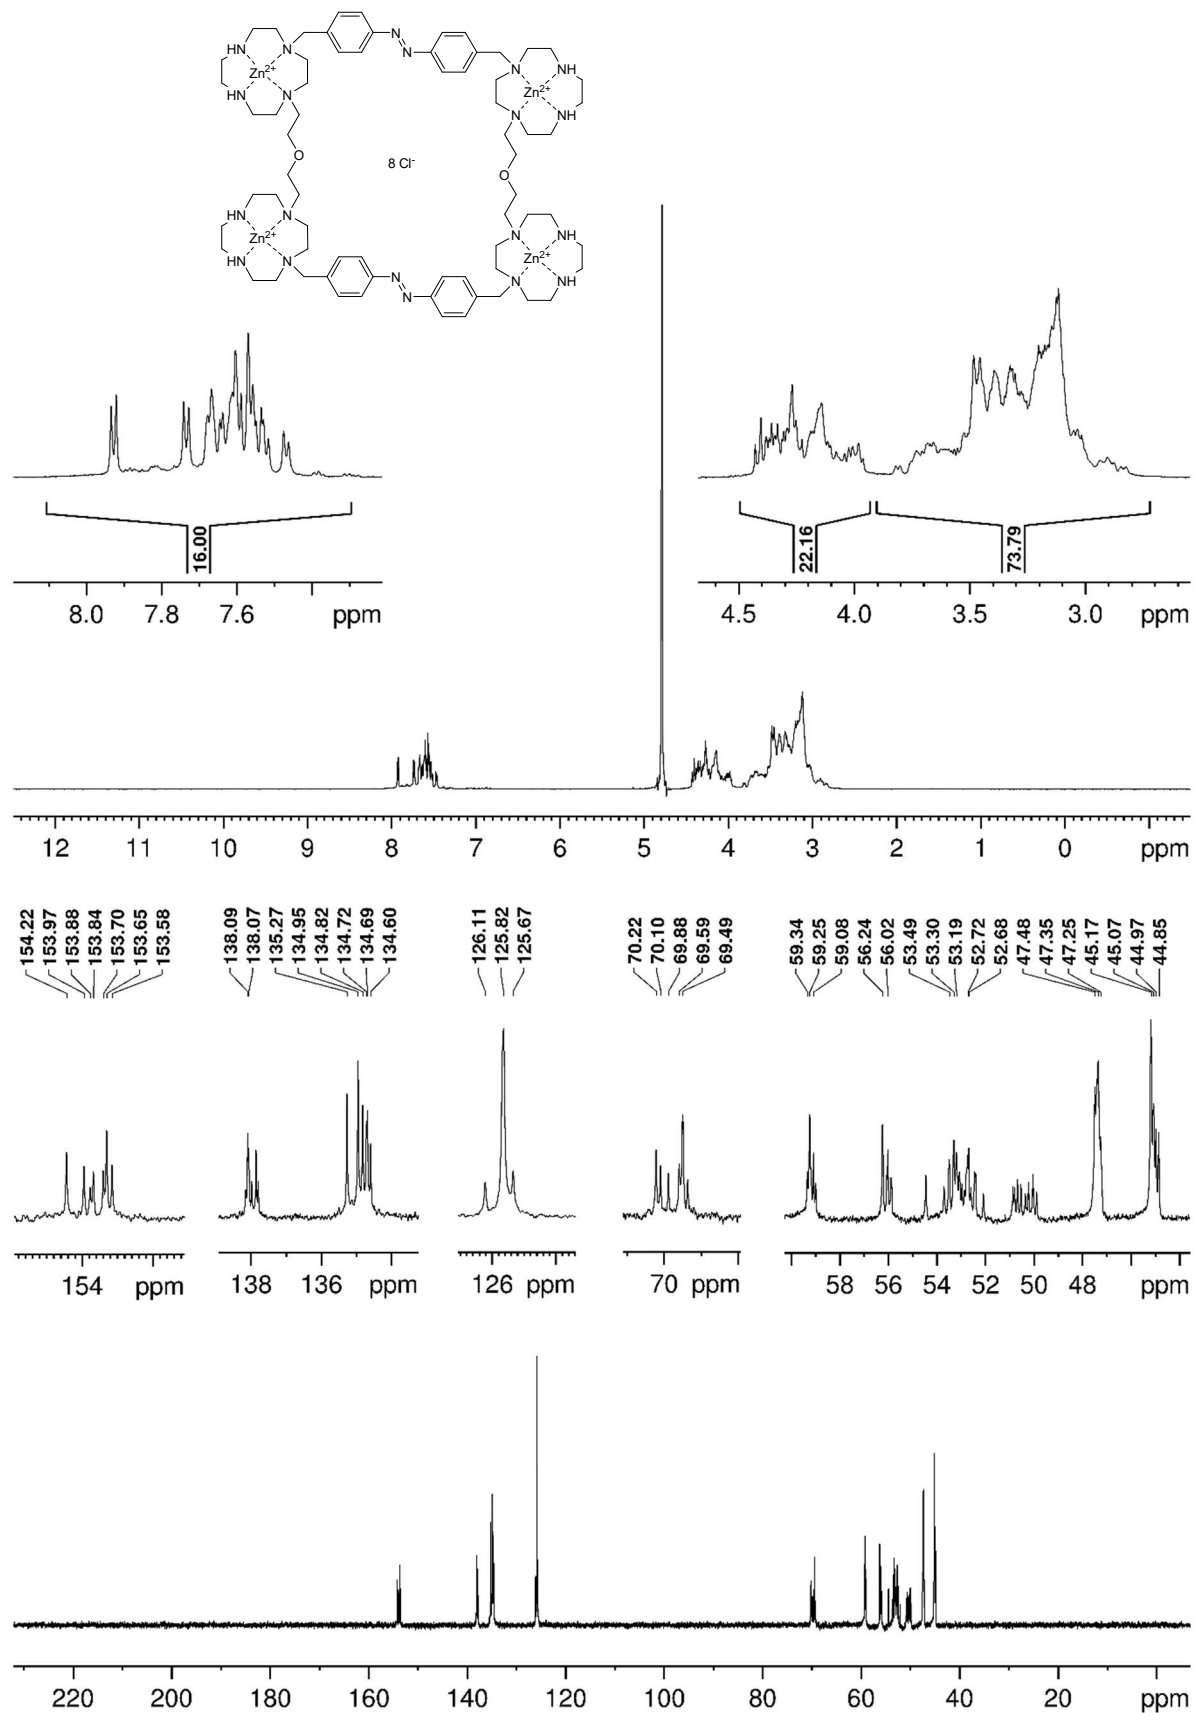 HN N N N HN
Zn2+ Zn2+
HN N N NH
O 8 Cl- O
HN N N NH
Zn2+ Zn2+
HN N N N N NH
16.00
8.0 7.8 7.6 ppm
22.16 73.79
4.5 4.0 3.5 3.0 ppm
12 11 10 9 8 7 6 5 4 3 2 1 0 ppm
154.22 153.97 153.88 153.84 153.70 153.65 153.58
138.09 138.07 135.27 134.95 134.82 134.72 134.69 134.60
126.11 125.82 125.67
70.22 70.10 69.88 69.59 69.49
59.34 59.25 59.08 56.24 56.02 53.49 53.30 53.19 52.72 52.68 47.48 47.35 47.25 45.17 45.07 44.97 44.85
154 ppm
138 136 ppm
126 ppm
70 ppm
58 56 54 52 50 48 ppm
220 200 180 160 140 120 100 80 60 40 20 ppm